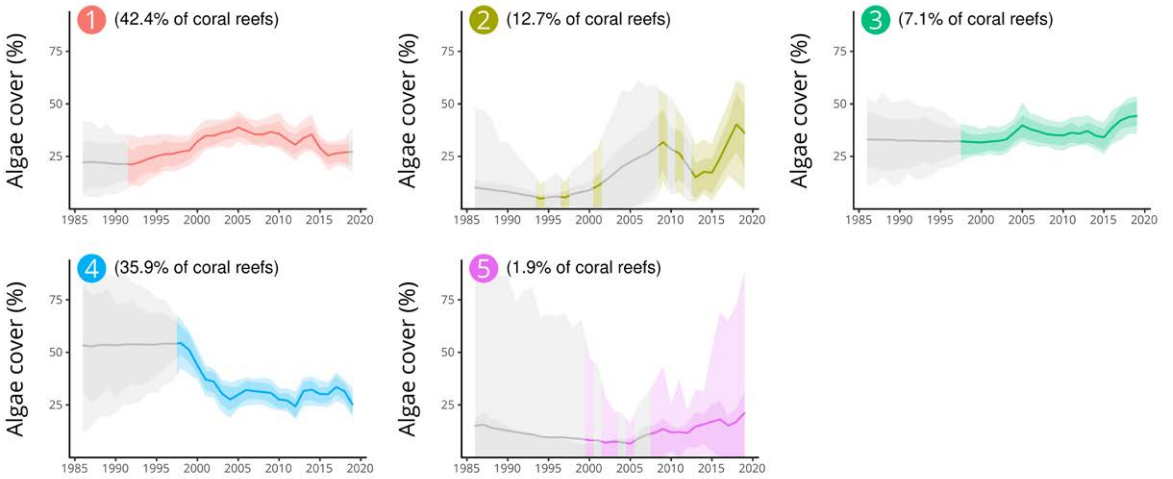 1 (42.4% of coral reefs)
Algae cover (%)
75
50
25
1985 1990 1995 2000 2005 2010 2015 2020
2 (12.7% of coral reefs)
Algae cover (%)
75
50
25
1985 1990 1995 2000 2005 2010 2015 2020
3 (7.1% of coral reefs)
Algae cover (%)
75
50
25
1985 1990 1995 2000 2005 2010 2015 2020
4 (35.9% of coral reefs)
Algae cover (%)
75
50
25
1985 1990 1995 2000 2005 2010 2015 2020
5 (1.9% of coral reefs)
Algae cover (%)
75
50
25
1985 1990 1995 2000 2005 2010 2015 2020